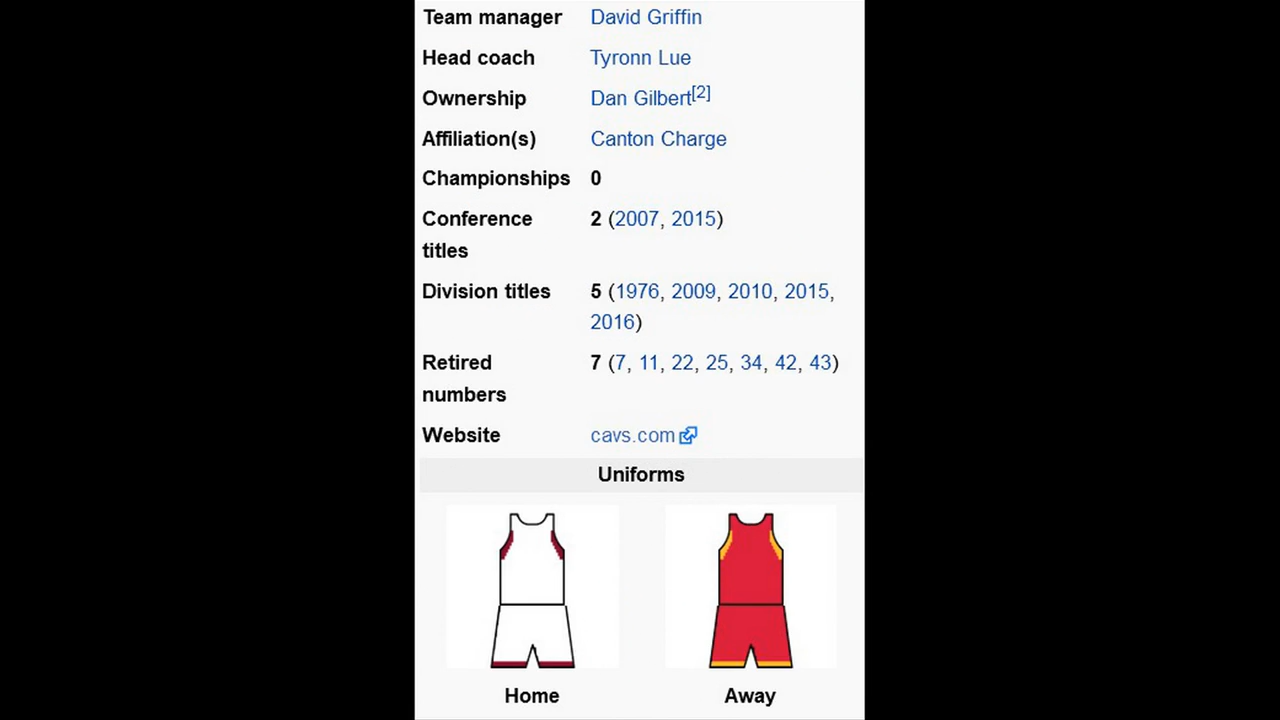 Team manager David Griffin
Head coach Tyronn Lue
Ownership Dan Gilbert[2]
Affiliation(s) Canton Charge
Championships 0
Conference titles 2 (2007, 2015)
Division titles 5 (1976, 2009, 2010, 2015,
2016)
Retired numbers 7 (7, 11, 22, 25, 34, 42, 43)
Website cavs.com
Uniforms
Home Away